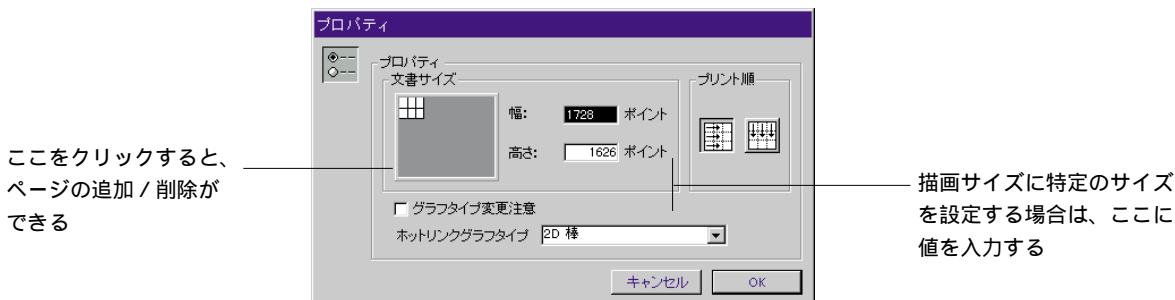 プロパティ
プロパティ
文書サイズ
幅: 1728 ポイント
高さ: 1626 ポイント
プリント順
グラフタイプ変更注意
ホットリンクグラフタイプ 2D 棒
キャンセル
OK
ここをクリックすると、
ページの追加 / 削除が
できる
描画サイズに特定のサイズ
を設定する場合は、ここに
値を入力する